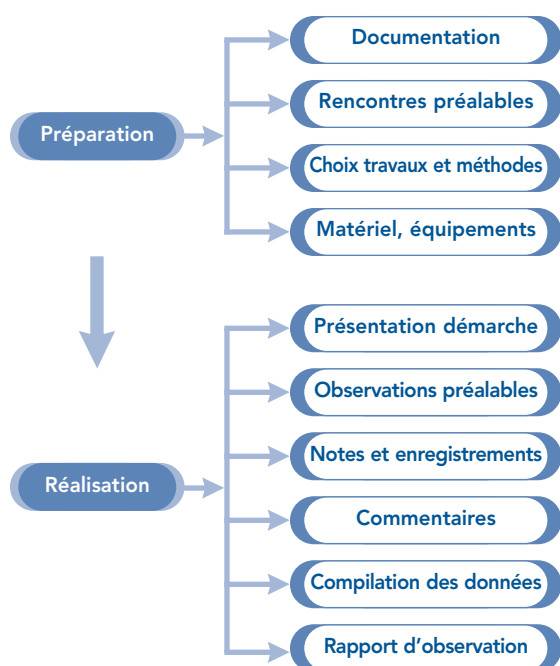 Préparation
Documentation
Rencontres préalables
Choix travaux et méthodes
Matériel, équipements
Réalisation
Présentation démarche
Observations préalables
Notes et enregistrements
Commentaires
Compilation des données
Rapport d'observation